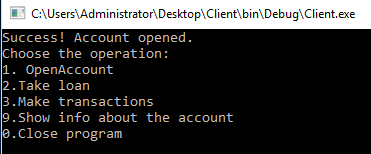 C:\Users\Administrator\Desktop\Client\bin\Debug\Client.exe
Success! Account opened.
Choose the operation:
1. OpenAccount
2.Take loan
3.Make transactions
9.Show info about the account
0.Close program